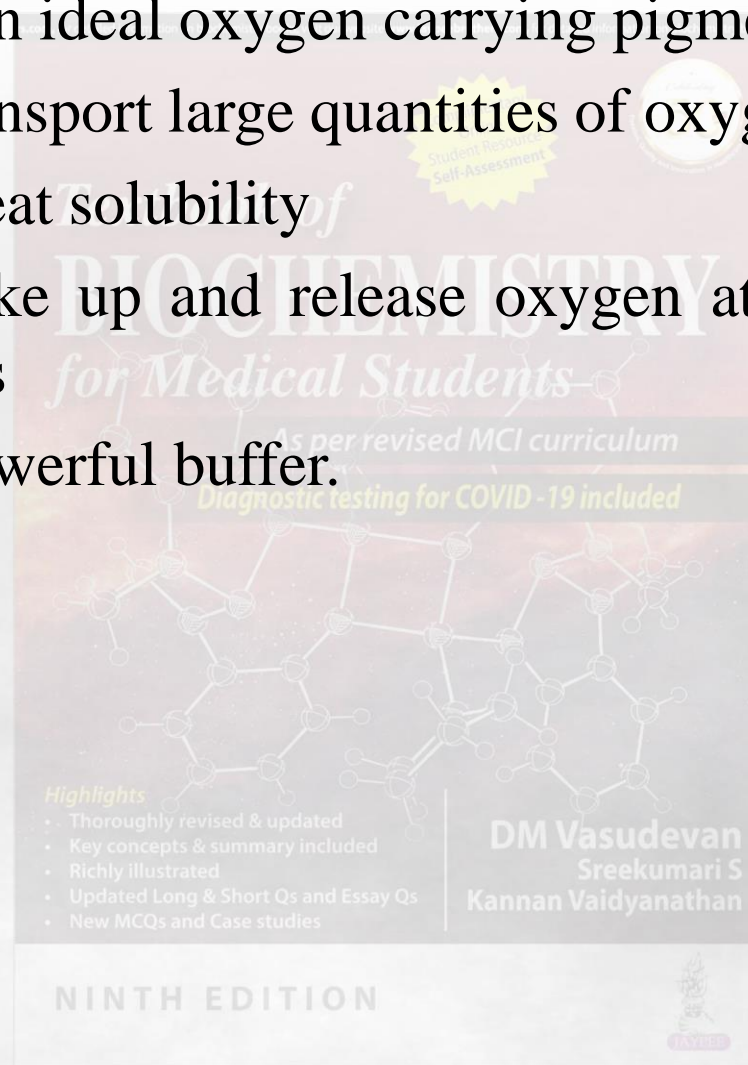 n ideal oxygen carrying pigme
nsport large quantities of oxyg
eat solubility
ke up and release oxygen at
s
werful buffer.
Student Resource
Self-Assessment
Textbook of
BIOCHEMISTRY
for Medical Students
As per revised MCI curriculum
Diagnostic testing for COVID -19 included
Highlights
• Thoroughly revised & updated
• Key concepts & summary included
• Richly illustrated
• Updated Long & Short Qs and Essay Qs
• New MCQs and Case studies
DM Vasudevan
Sreekumari S
Kannan Vaidyanathan
NINTH EDITION
JAYPEE